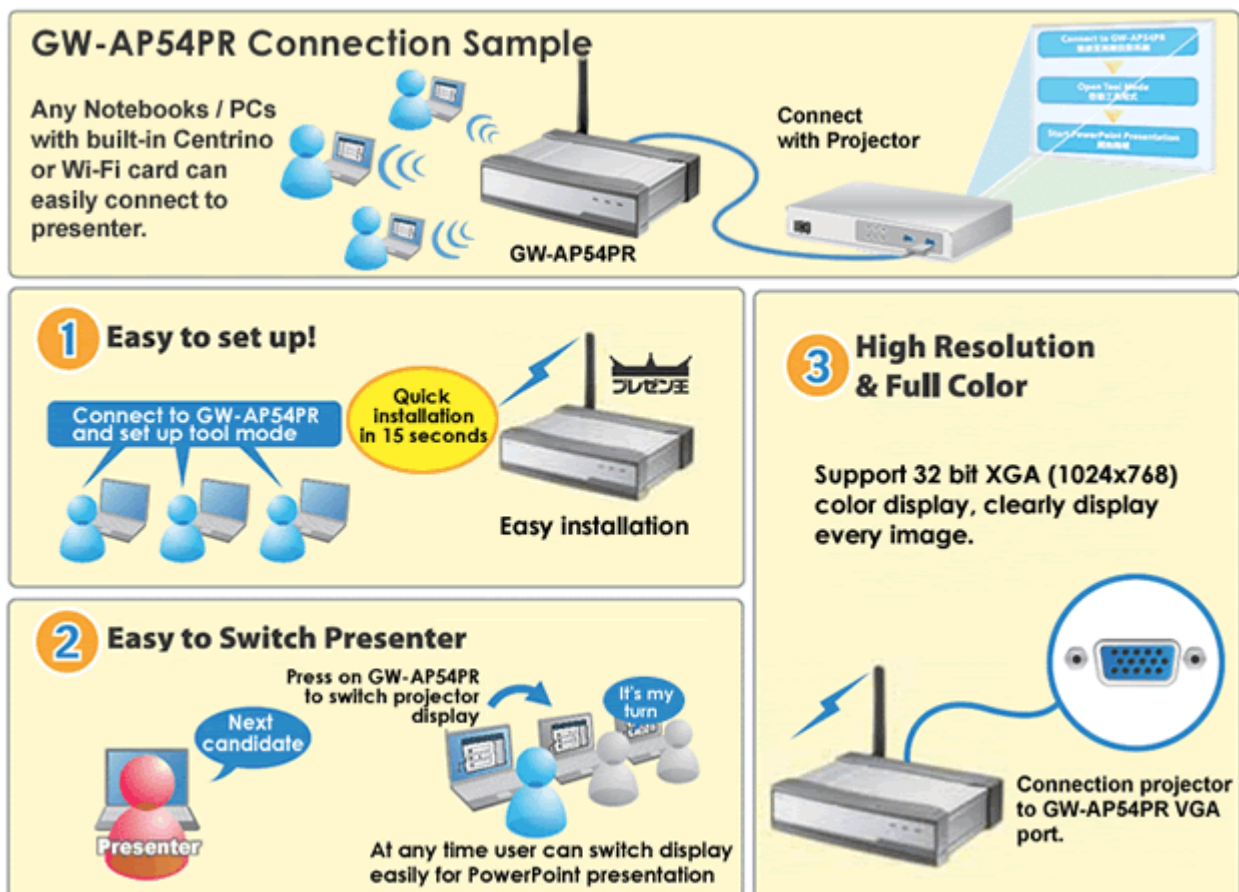 GW-AP54PR Connection Sample
Any Notebooks / PCs
with built-in Centrino
or Wi-Fi card can
easily connect to
presenter.
GW-AP54PR
Connect
with Projector
Connect to GW-AP54PR
Open Tool Mode
Start PowerPoint Presentation
1 Easy to set up!
Connect to GW-AP54PR
and set up tool mode
Quick
installation
in 15 seconds
プレゼン王
Easy installation
2 Easy to Switch Presenter
Press on GW-AP54PR
to switch projector
display
It's my
turn
Next
candidate
Presenter
At any time user can switch display
easily for PowerPoint presentation
3 High Resolution
& Full Color
Support 32 bit XGA (1024x768)
color display, clearly display
every image.
Connection projector
to GW-AP54PR VGA
port.